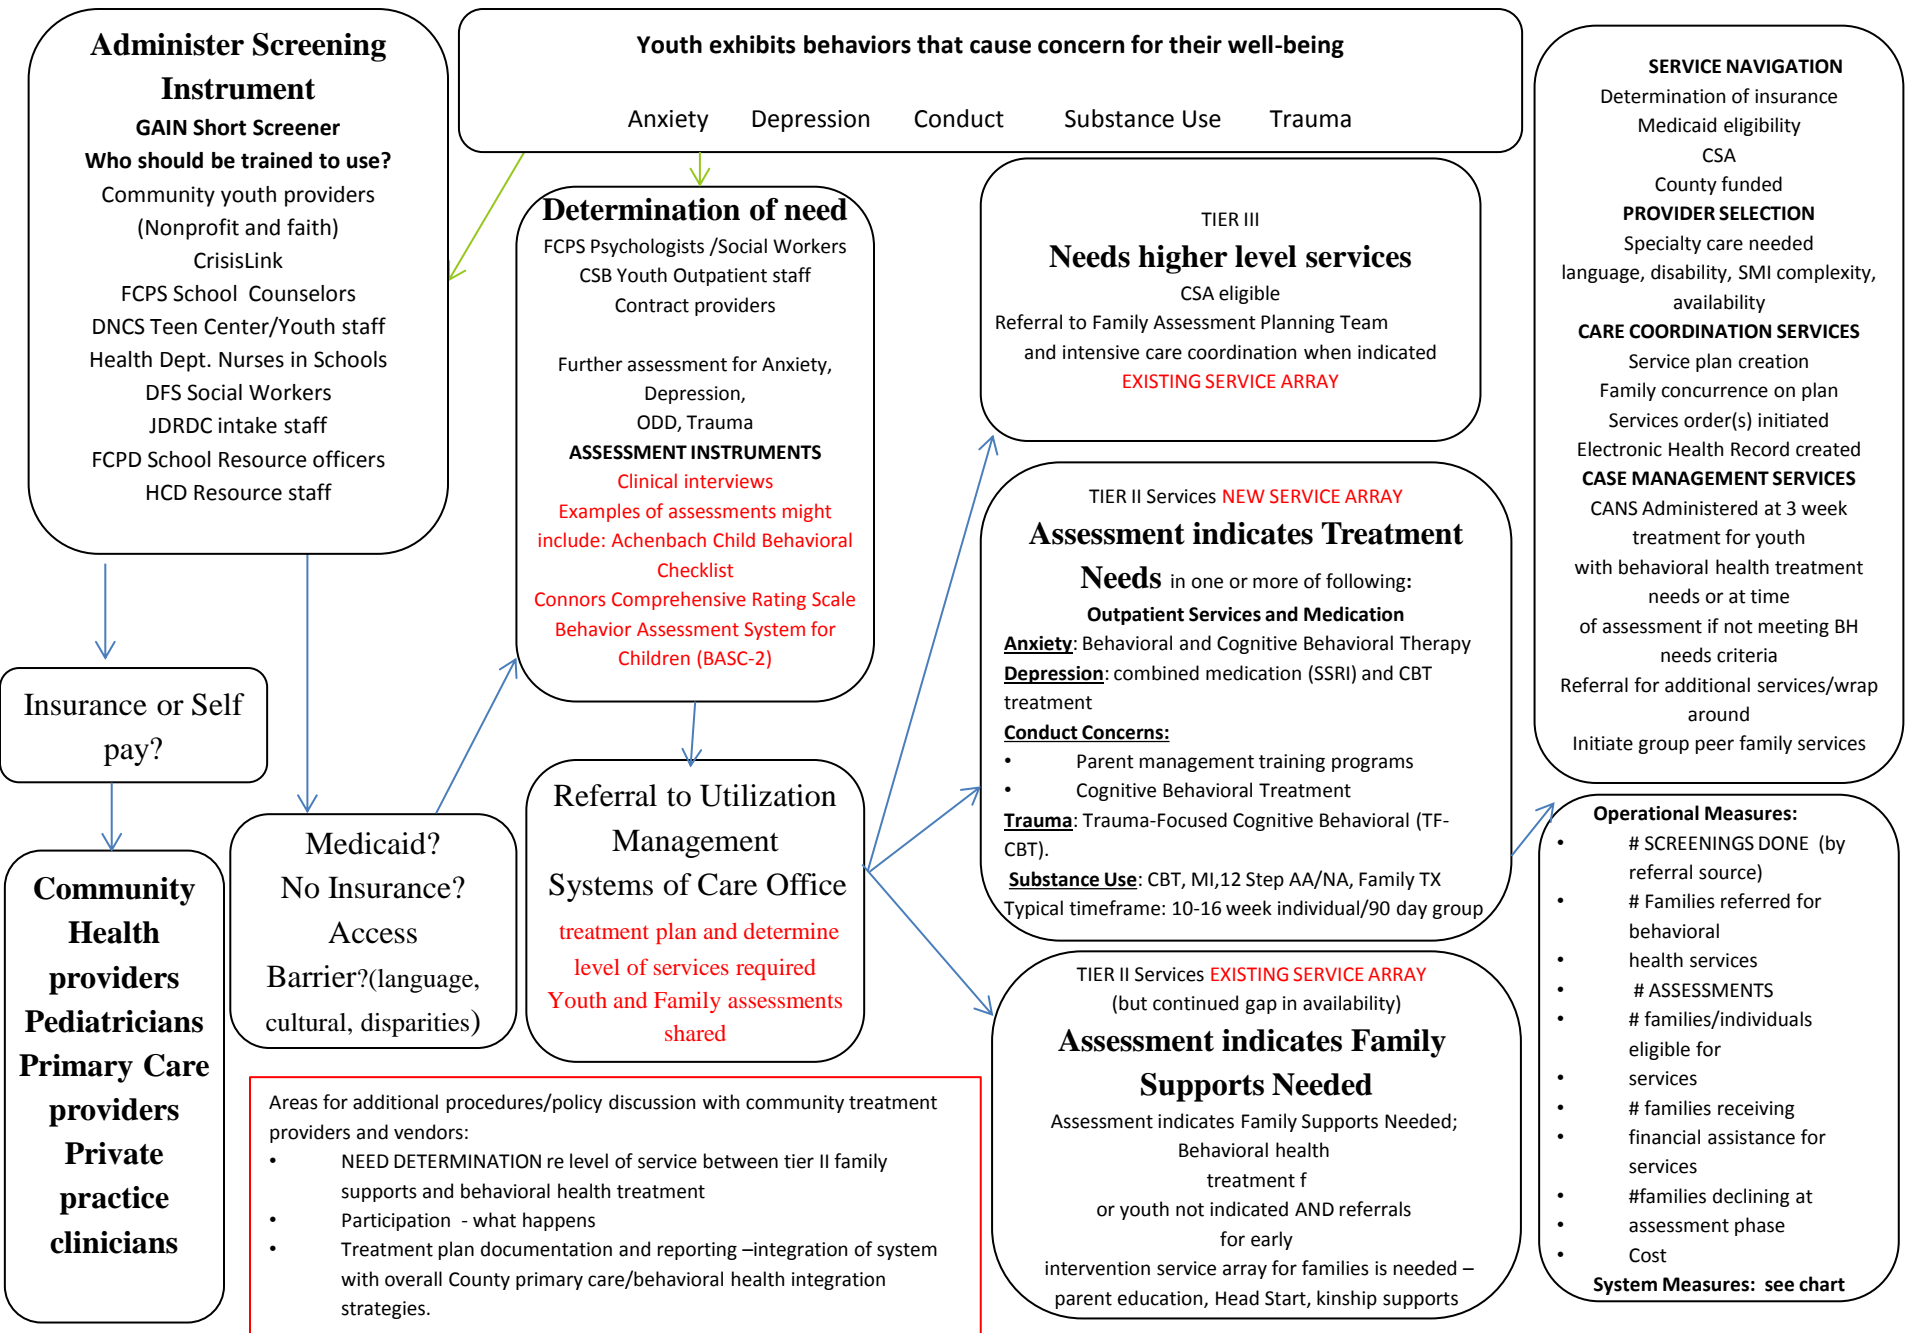 Administer Screening
Instrument
GAIN Short Screener
Who should be trained to use?
Community youth providers
(Nonprofit and faith)
CrisisLink
FCPS School  Counselors
DNCS Teen Center/Youth staff
Health Dept. Nurses in Schools
DFS Social Workers
JDRDC intake staff
FCPD School Resource officers
HCD Resource staff
Youth exhibits behaviors that cause concern for their well-being
Anxiety Depression Conduct Substance Use Trauma
Determination of need
FCPS Psychologists /Social Workers
CSB Youth Outpatient staff
Contract providers
Further assessment for Anxiety,
Depression,
ODD, Trauma
ASSESSMENT INSTRUMENTS
Clinical interviews
Examples of assessments might
include: Achenbach Child Behavioral
Checklist
Connors Comprehensive Rating Scale
Behavior Assessment System for
Children (BASC-2)
Insurance or Self
pay?
Community
Health
providers
Pediatricians
Primary Care
providers
Private
practice
clinicians
Medicaid?
No Insurance?
Access
Barrier?(language,
cultural, disparities)
Referral to Utilization
Management
Systems of Care Office
treatment plan and determine
level of services required
Youth and Family assessments
shared
Areas for additional procedures/policy discussion with community treatment
providers and vendors:
• NEED DETERMINATION re level of service between tier II family
supports and behavioral health treatment
• Participation  - what happens
• Treatment plan documentation and reporting –integration of system
with overall County primary care/behavioral health integration
strategies.
TIER III
Needs higher level services
CSA eligible
Referral to Family Assessment Planning Team
and intensive care coordination when indicated
EXISTING SERVICE ARRAY
TIER II Services NEW SERVICE ARRAY
Assessment indicates Treatment
Needs in one or more of following:
Outpatient Services and Medication
Anxiety: Behavioral and Cognitive Behavioral Therapy
Depression: combined medication (SSRI) and CBT
treatment
Conduct Concerns:
• Parent management training programs
• Cognitive Behavioral Treatment
Trauma: Trauma-Focused Cognitive Behavioral (TF-
CBT).
Substance Use: CBT, MI,12 Step AA/NA, Family TX
Typical timeframe: 10-16 week individual/90 day group
TIER II Services EXISTING SERVICE ARRAY
(but continued gap in availability)
Assessment indicates Family
Supports Needed
Assessment indicates Family Supports Needed;
Behavioral health
treatment f
or youth not indicated AND referrals
for early
intervention service array for families is needed –
parent education, Head Start, kinship supports
SERVICE NAVIGATION
Determination of insurance
Medicaid eligibility
CSA
County funded
PROVIDER SELECTION
Specialty care needed
language, disability, SMI complexity,
availability
CARE COORDINATION SERVICES
Service plan creation
Family concurrence on plan
Services order(s) initiated
Electronic Health Record created
CASE MANAGEMENT SERVICES
CANS Administered at 3 week
treatment for youth
with behavioral health treatment
needs or at time
of assessment if not meeting BH
needs criteria
Referral for additional services/wrap
around
Initiate group peer family services
Operational Measures:
• # SCREENINGS DONE  (by
referral source)
• # Families referred for
behavioral
• health services
• # ASSESSMENTS
• # families/individuals
eligible for
• services
• # families receiving
• financial assistance for
services
• #families declining at
• assessment phase
• Cost
System Measures:  see chart